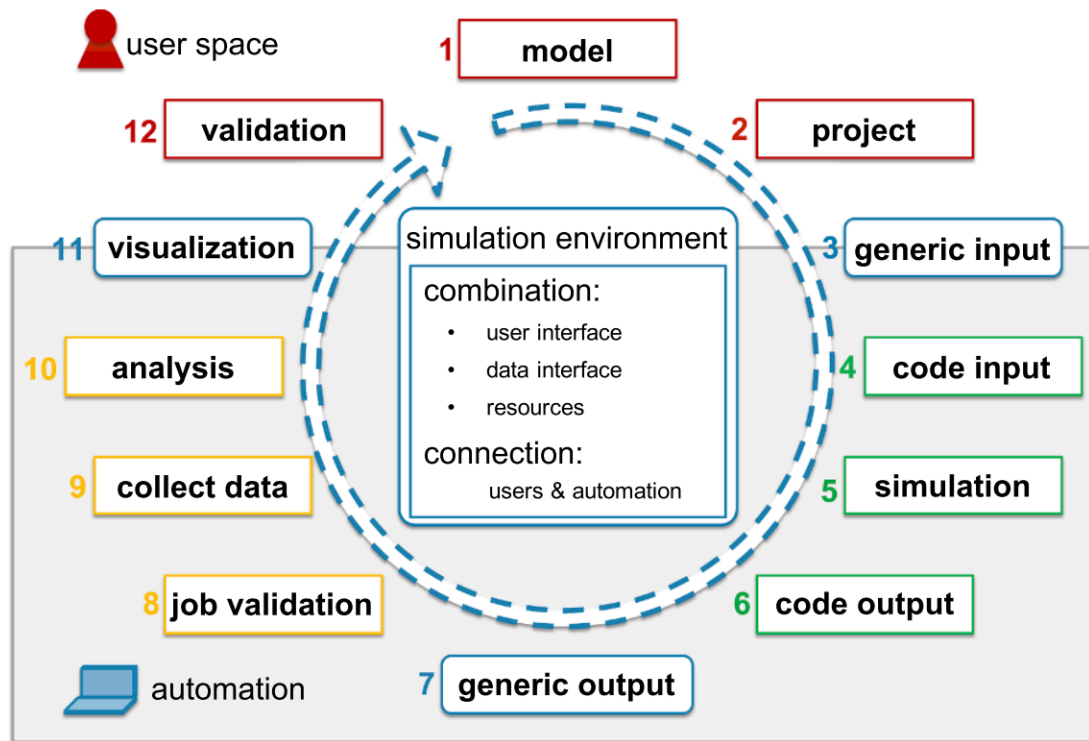 user space
1 model
2 project
3 generic input
4 code input
5 simulation
6 code output
7 generic output
8 job validation
9 collect data
10 analysis
11 visualization
12 validation
simulation environment
combination:
• user interface
• data interface
• resources
connection:
users & automation
automation